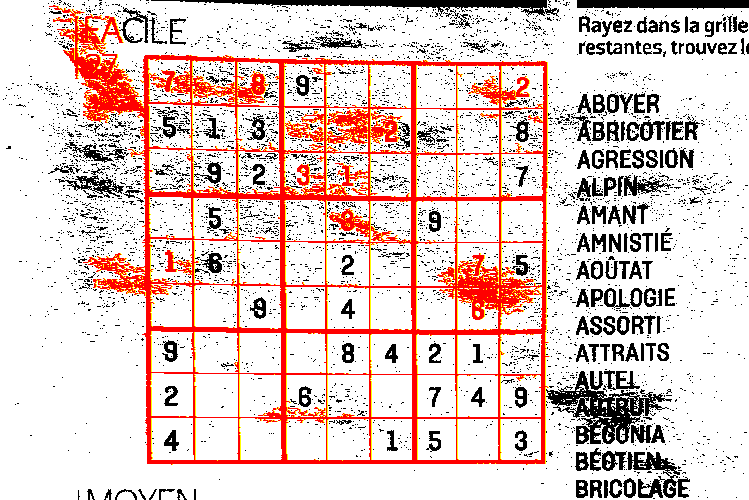 FACILE
127
7 8 9 2
5 1 3 2 8
9 2 3 1 7
5 8 9
1 6 2 7 5
9 4 6
9 8 4 2 1
2 6 7 4 9
4 1 5 3
MOYEN
Rayez dans la grille
restantes, trouvez
ABOYER
ABRICOTIER
AGRESSION
ALPIN
AMANT
AMNISTIÉ
AOÛTAT
APOLOGIE
ASSORTI
ATTRAITS
AUTEL
AUTRUI
BÉGONIA
BÉOTIEN
BRICOLAGE